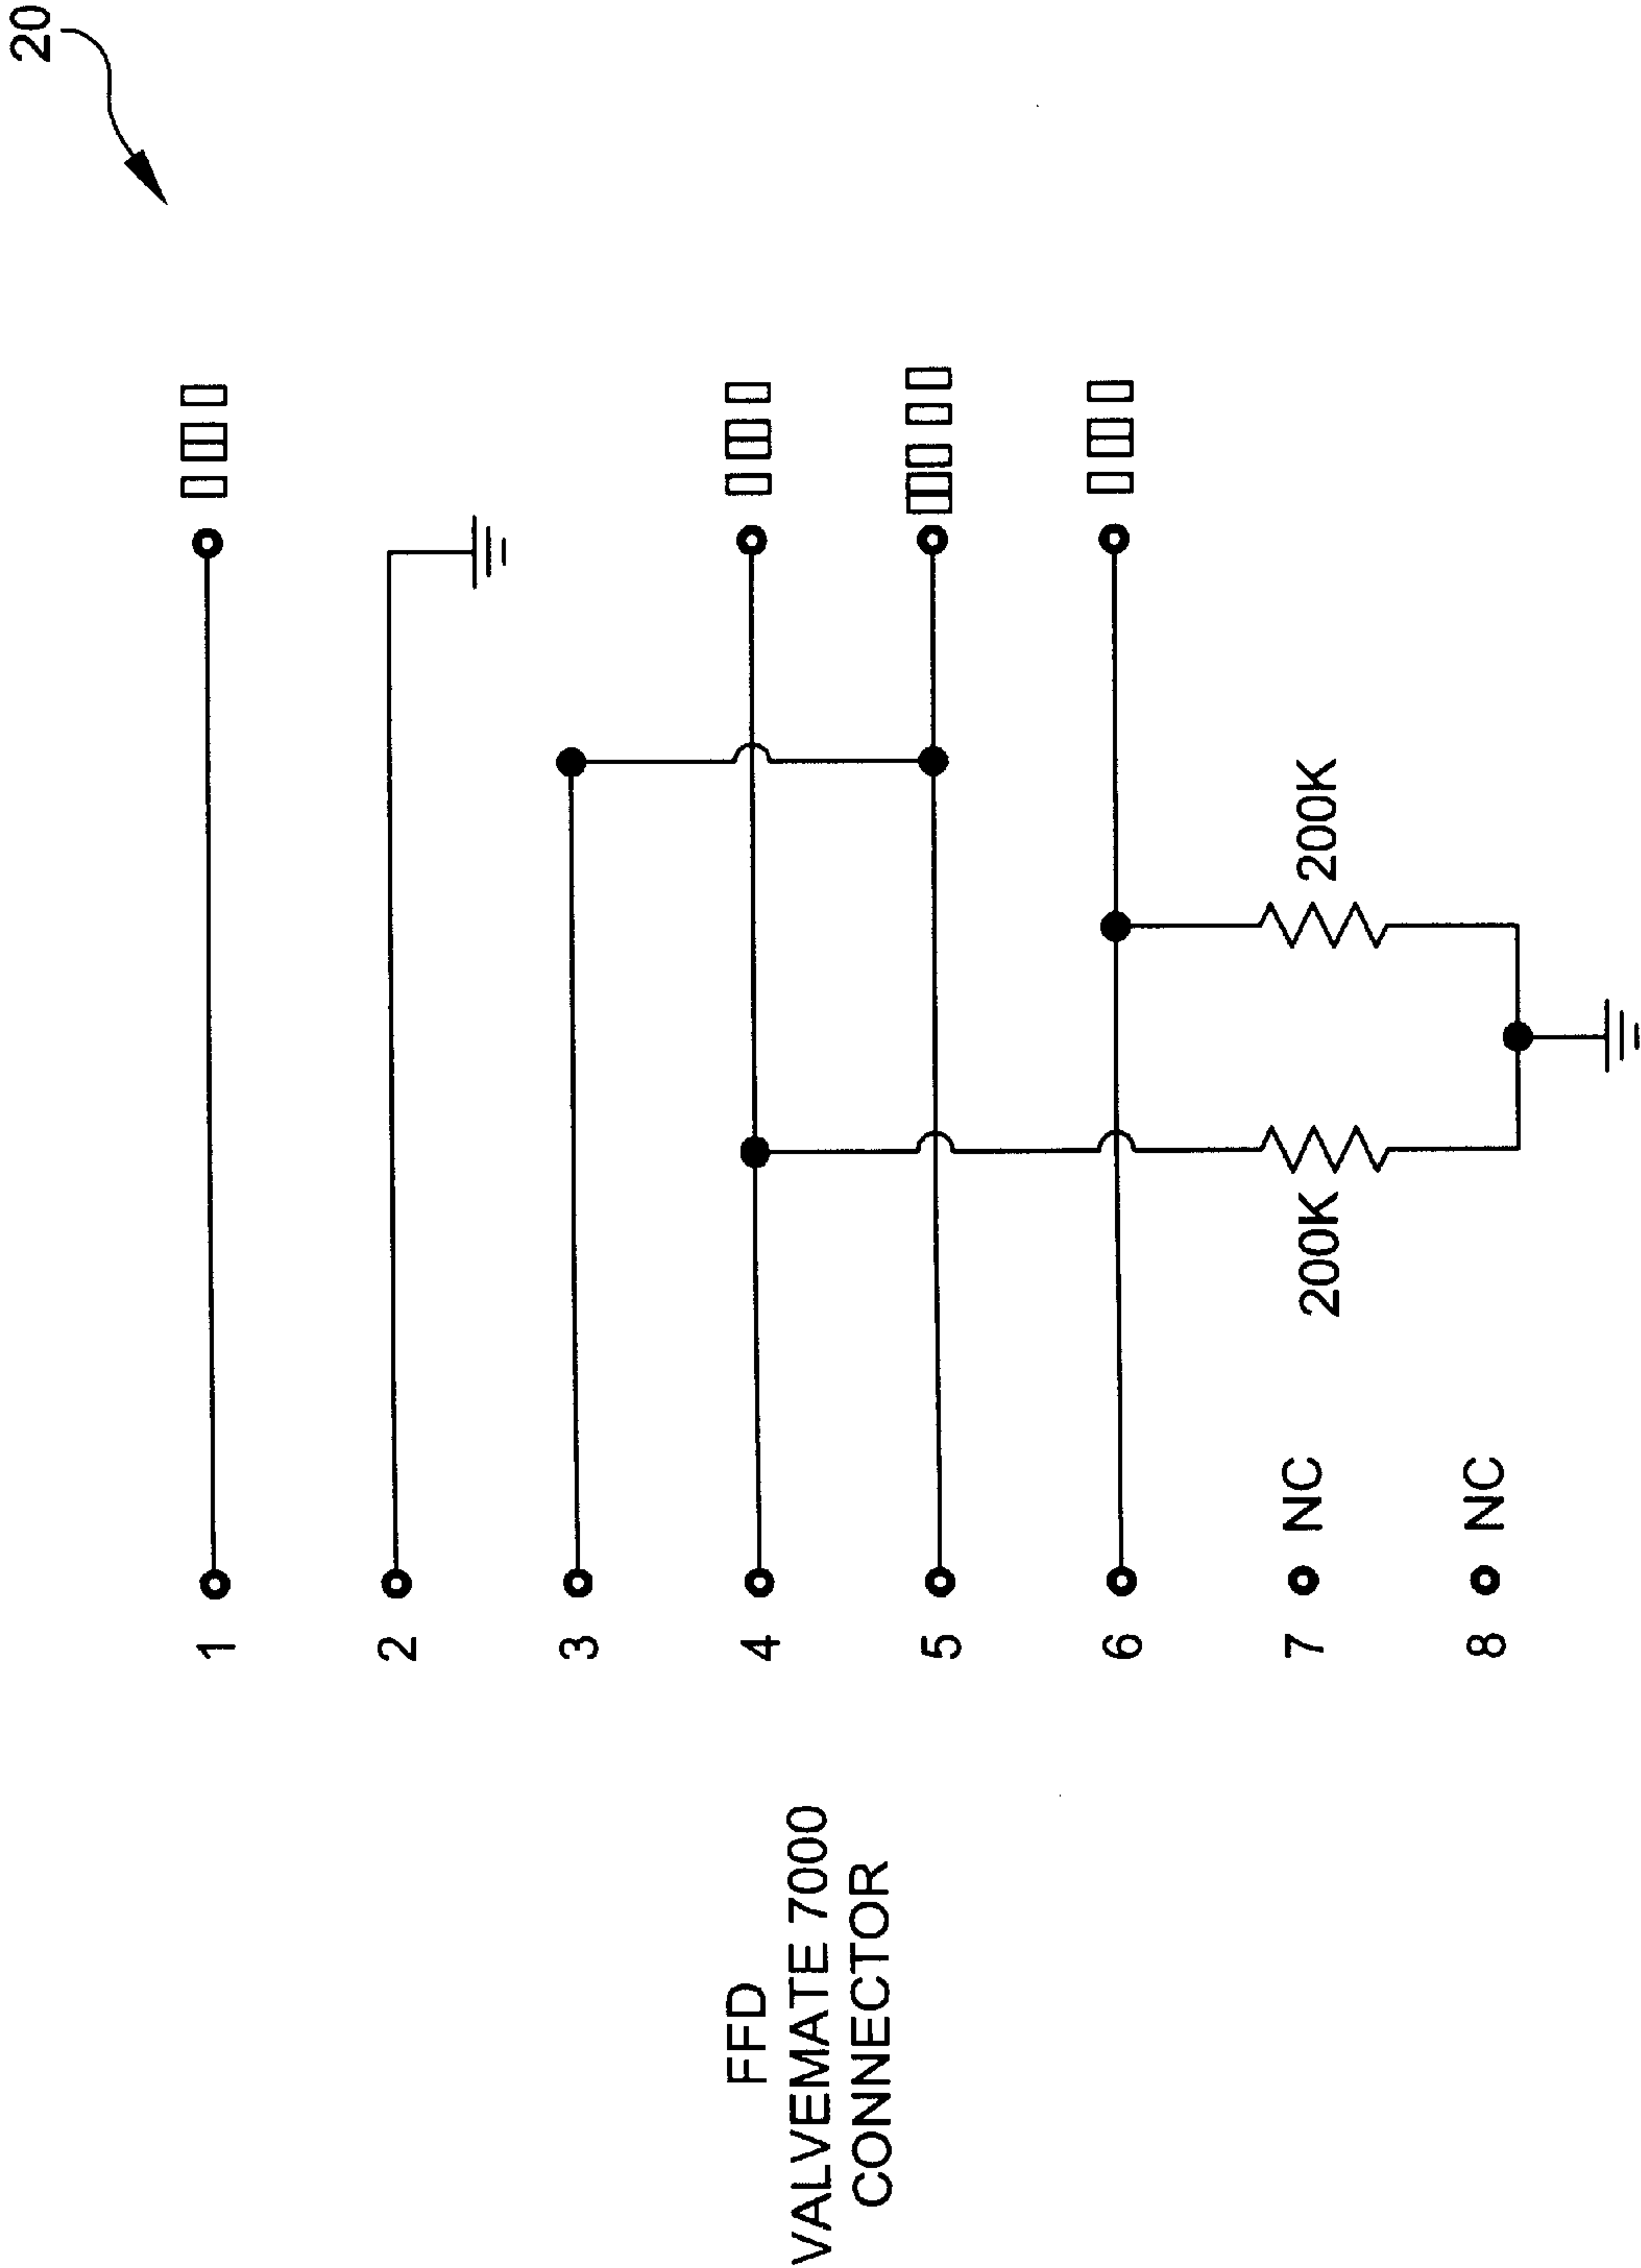 20
1
2
3
4
5
6
7 NC
8 NC
FFD
VALVEMATE 7000
CONNECTOR
200K
200K